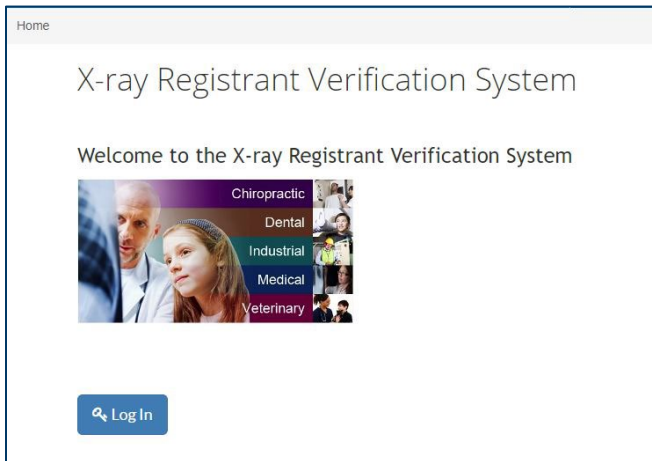 Home
X-ray Registrant Verification System
Welcome to the X-ray Registrant Verification System
Chiropractic
Dental
Industrial
Medical
Veterinary
Log In